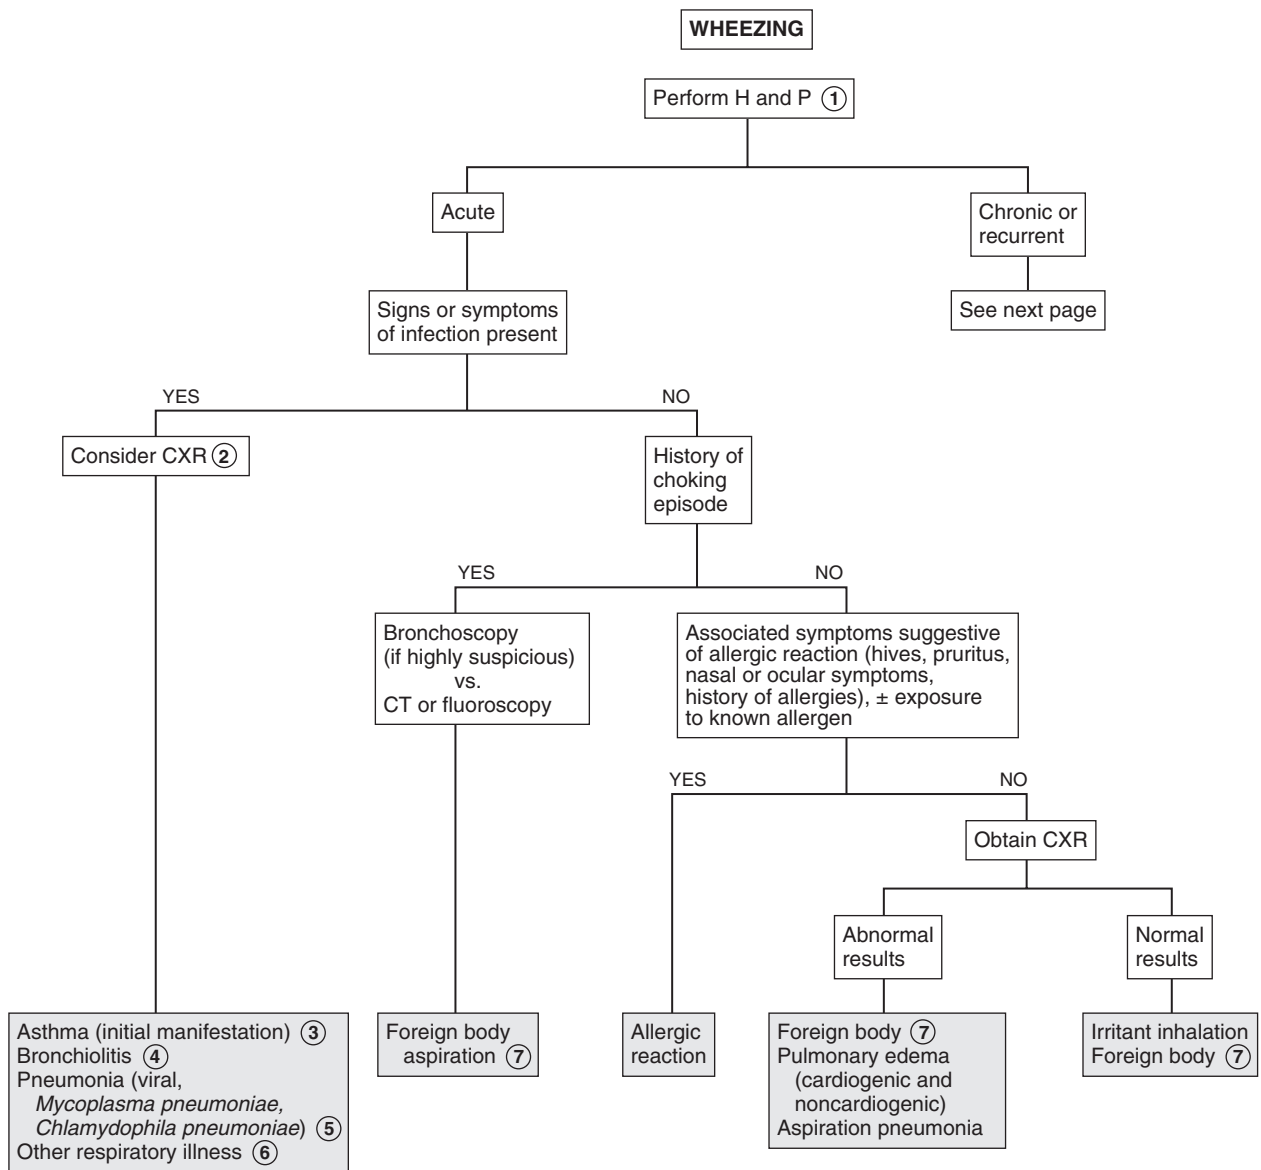 WHEEZING
Perform H and P 1
Acute
Chronic or
recurrent
Signs or symptoms
of infection present
See next page
YES
NO
Consider CXR 2
History of
choking
episode
YES
NO
Bronchoscopy
(if highly suspicious)
vs.
CT or fluoroscopy
Associated symptoms suggestive
of allergic reaction (hives, pruritus,
nasal or ocular symptoms,
history of allergies), ± exposure
to known allergen
YES
NO
Obtain CXR
Abnormal
results
Normal
results
Asthma (initial manifestation) 3
Bronchiolitis 4
Pneumonia (viral,
Mycoplasma pneumoniae,
Chlamydophila pneumoniae) 5
Other respiratory illness 6
Foreign body
aspiration 7
Allergic
reaction
Foreign body 7
Pulmonary edema
(cardiogenic and
noncardiogenic)
Aspiration pneumonia
Irritant inhalation
Foreign body 7